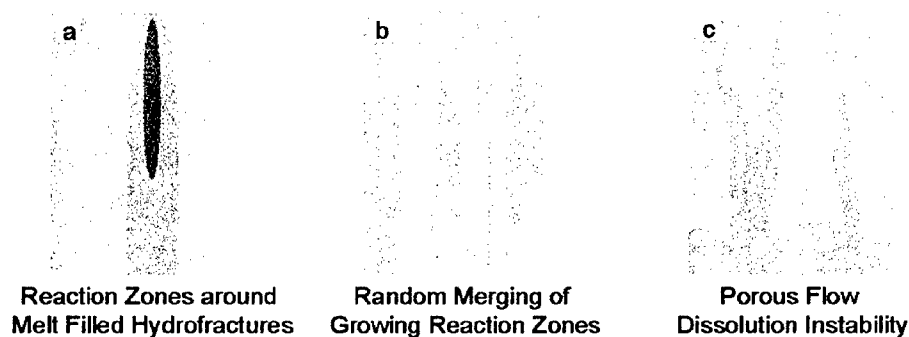 a
b
c
Reaction Zones around
Melt Filled Hydrofractures
Random Merging of
Growing Reaction Zones
Porous Flow
Dissolution Instability